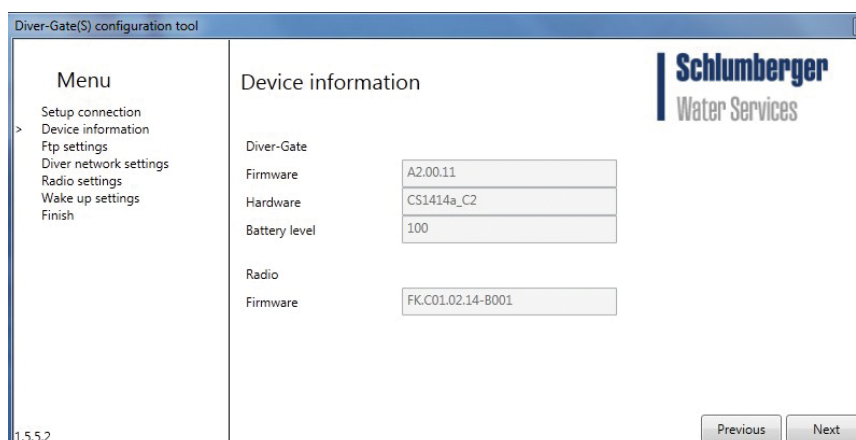 Diver-Gate(S) configuration tool
Menu
Setup connection
> Device information
Ftp settings
Diver network settings
Radio settings
Wake up settings
Finish
1.5.5.2
Device information
Schlumberger
Water Services
Diver-Gate
Firmware A2.00.11
Hardware CS1414a_C2
Battery level 100
Radio
Firmware FK.C01.02.14-B001
Previous Next